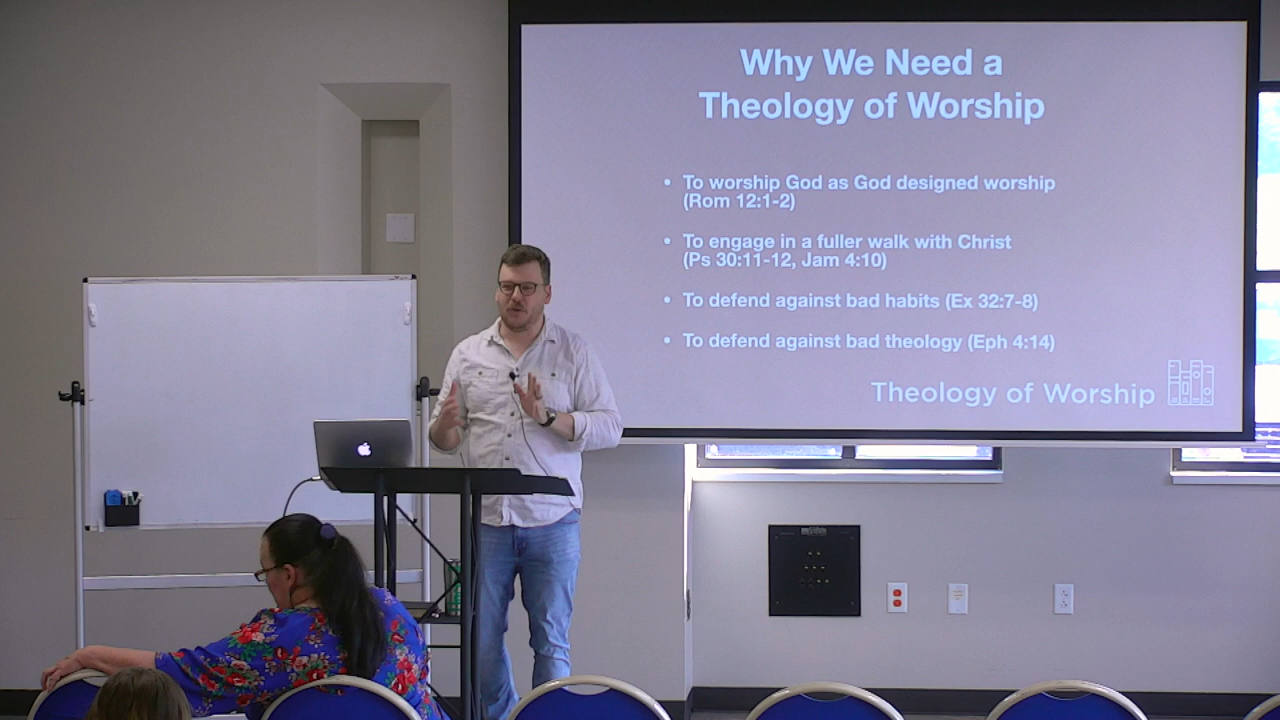 Why We Need a
Theology of Worship
• To worship God as God designed worship
(Rom 12:1-2)
• To engage in a fuller walk with Christ
(Ps 30:11-12, Jam 4:10)
• To defend against bad habits (Ex 32:7-8)
• To defend against bad theology (Eph 4:14)
Theology of Worship